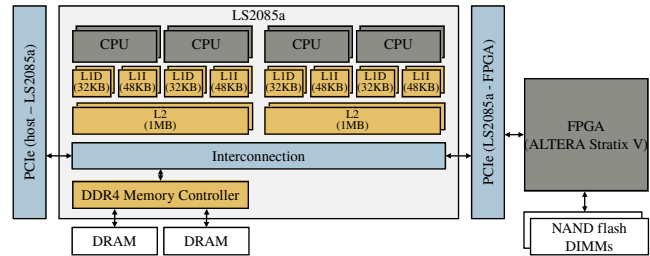 LS2085a
PCIe (host – LS2085a)
CPU
CPU
CPU
CPU
L1D
(32KB)
L1I
(48KB)
L1D
(32KB)
L1I
(48KB)
L1D
(32KB)
L1I
(48KB)
L1D
(32KB)
L1I
(48KB)
L2
(1MB)
L2
(1MB)
Interconnection
DDR4 Memory Controller
DRAM
DRAM
PCIe (LS2085a - FPGA)
FPGA
(ALTERA Stratix V)
NAND flash
DIMMs